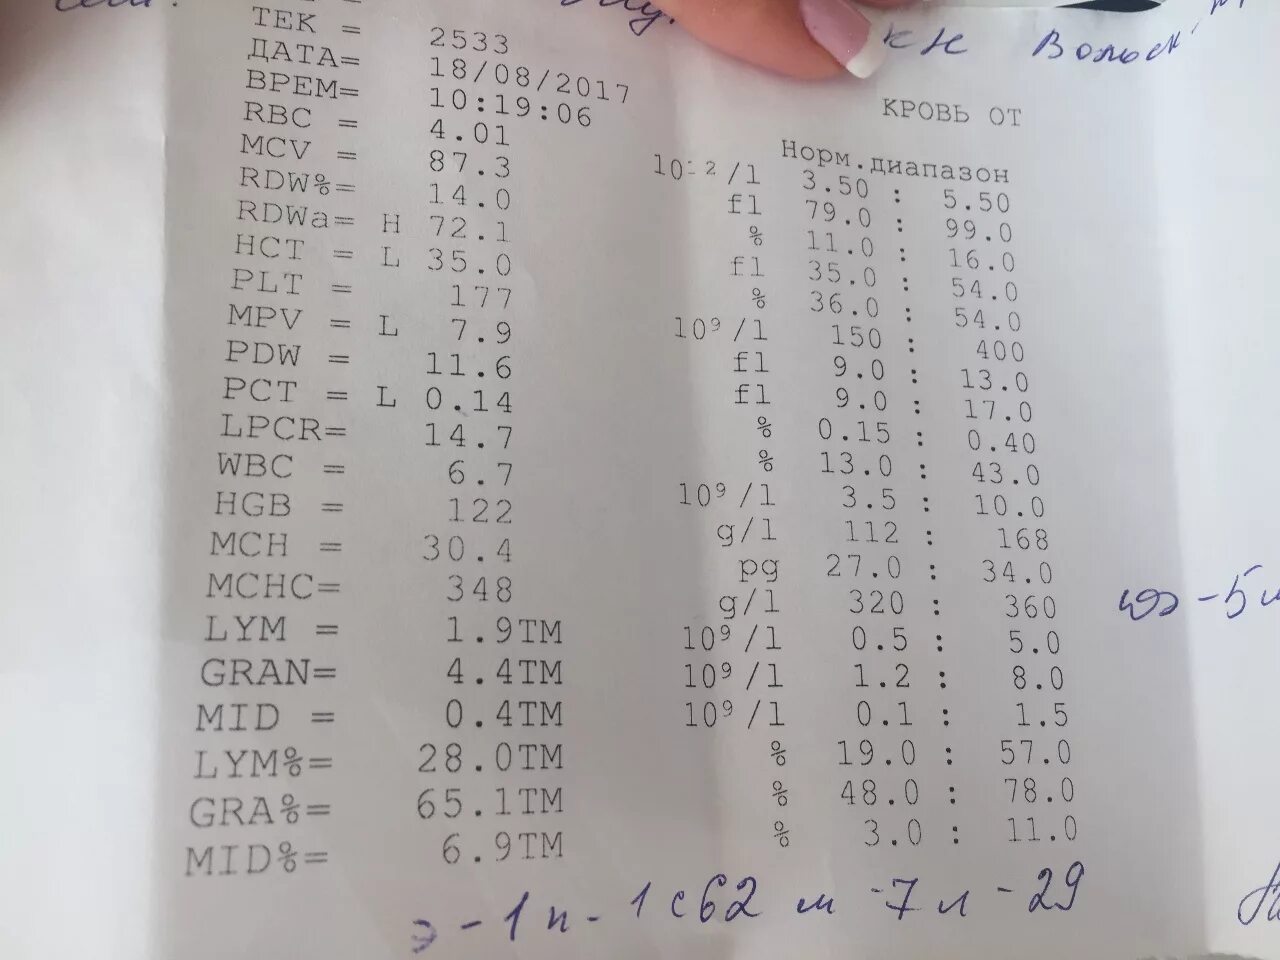 ТЕК = 2533
ДАТА= 18/08/2017
ВРЕМ= 10:19:06
кк Вольск
КРОВЬ ОТ
Норм.диапазон
RBC = 4.01 10¹²/l 3.50 : 5.50
MCV = 87.3 fl 79.0 : 99.0
RDW%= 14.0 % 11.0 : 16.0
RDWa= H 72.1 fl 35.0 : 54.0
HCT = L 35.0 % 36.0 : 54.0
PLT = 177 10⁹/l 150 : 400
MPV = L 7.9 fl 9.0 : 13.0
PDW = 11.6 fl 9.0 : 17.0
PCT = L 0.14 % 0.15 : 0.40
LPCR= 14.7 % 13.0 : 43.0
WBC = 6.7 10⁹/l 3.5 : 10.0
HGB = 122 g/l 112 : 168
MCH = 30.4 pg 27.0 : 34.0
MCHC= 348 g/l 320 : 360
LYM = 1.9TM 10⁹/l 0.5 : 5.0
GRAN= 4.4TM 10⁹/l 1.2 : 8.0
MID = 0.4TM 10⁹/l 0.1 : 1.5
LYM%= 28.0TM % 19.0 : 57.0
GRA%= 65.1TM % 48.0 : 78.0
MID%= 6.9TM % 3.0 : 11.0
э -1 п- 1 с62 м -7 л -29